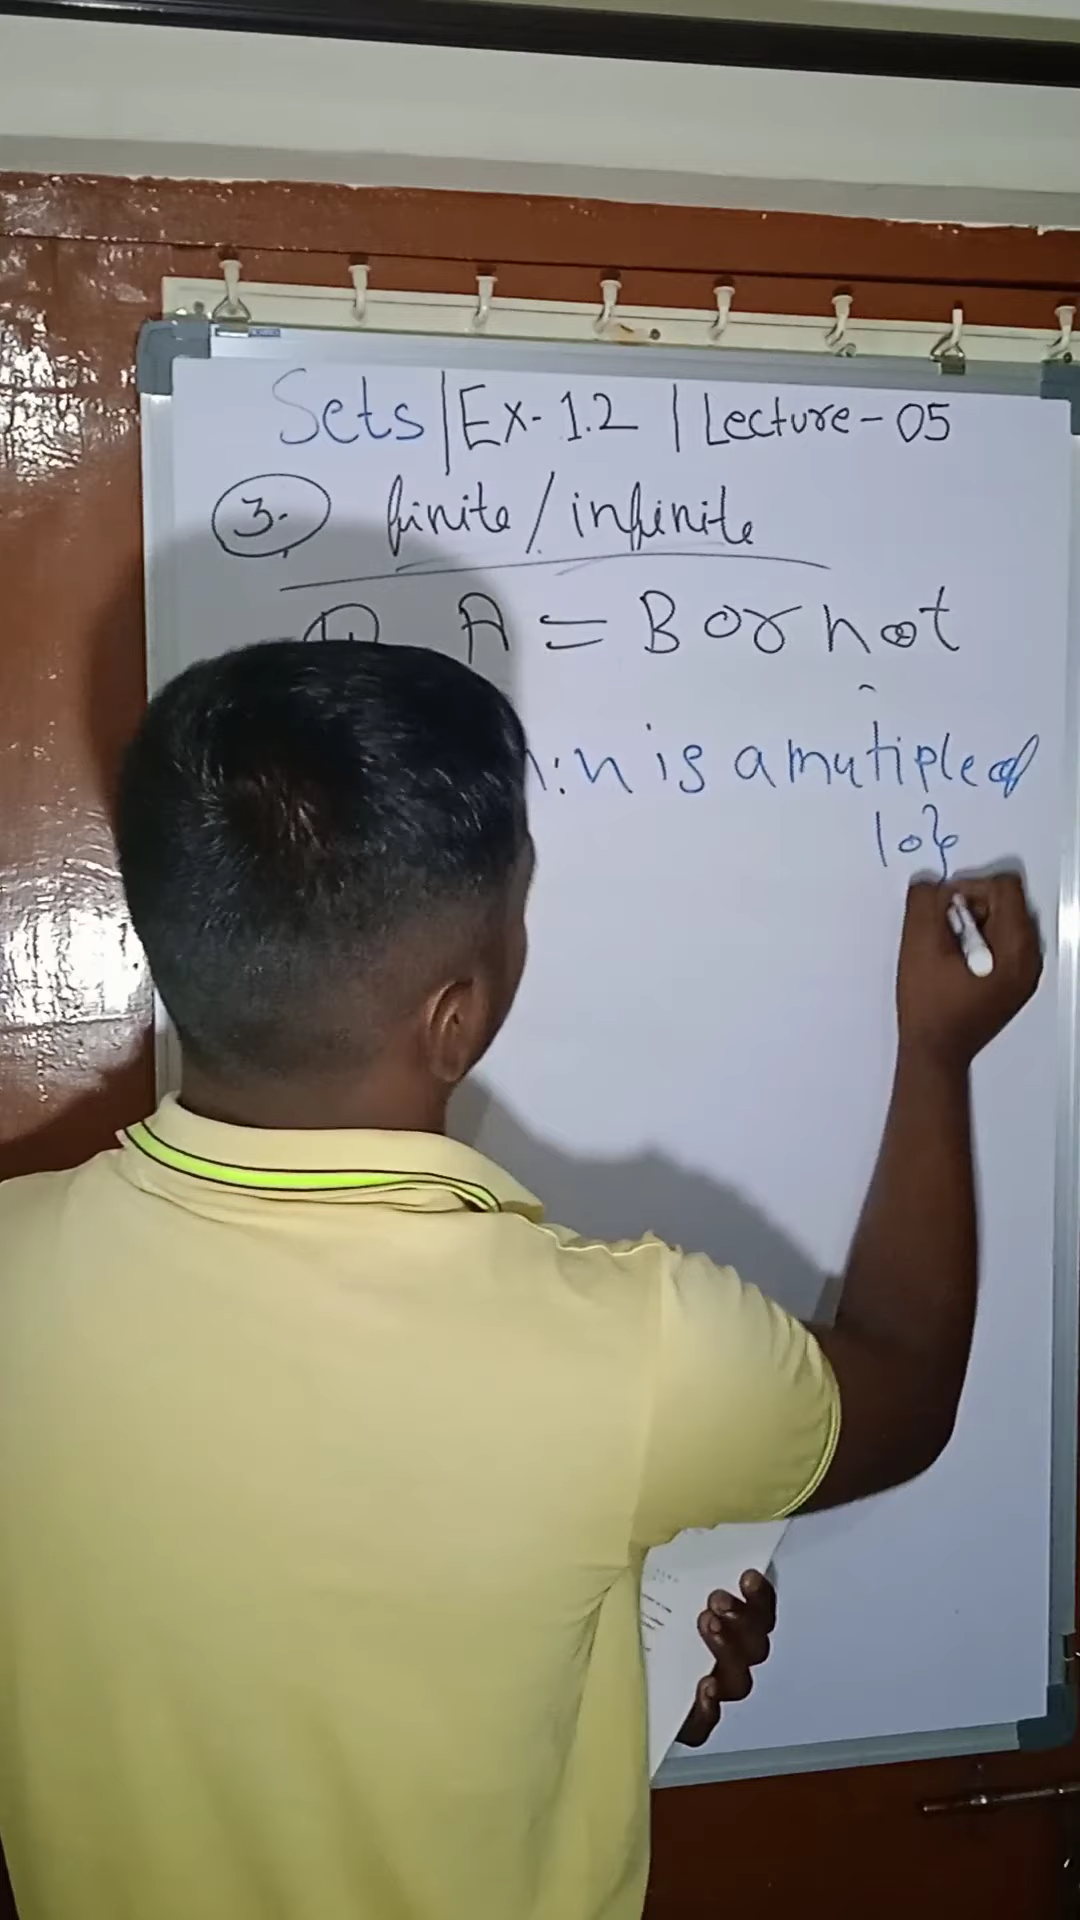 Sets | Ex- 1.2 | Lecture - 05
3. finite / infinite
A = B or not
n : n is a mutiple of
10}